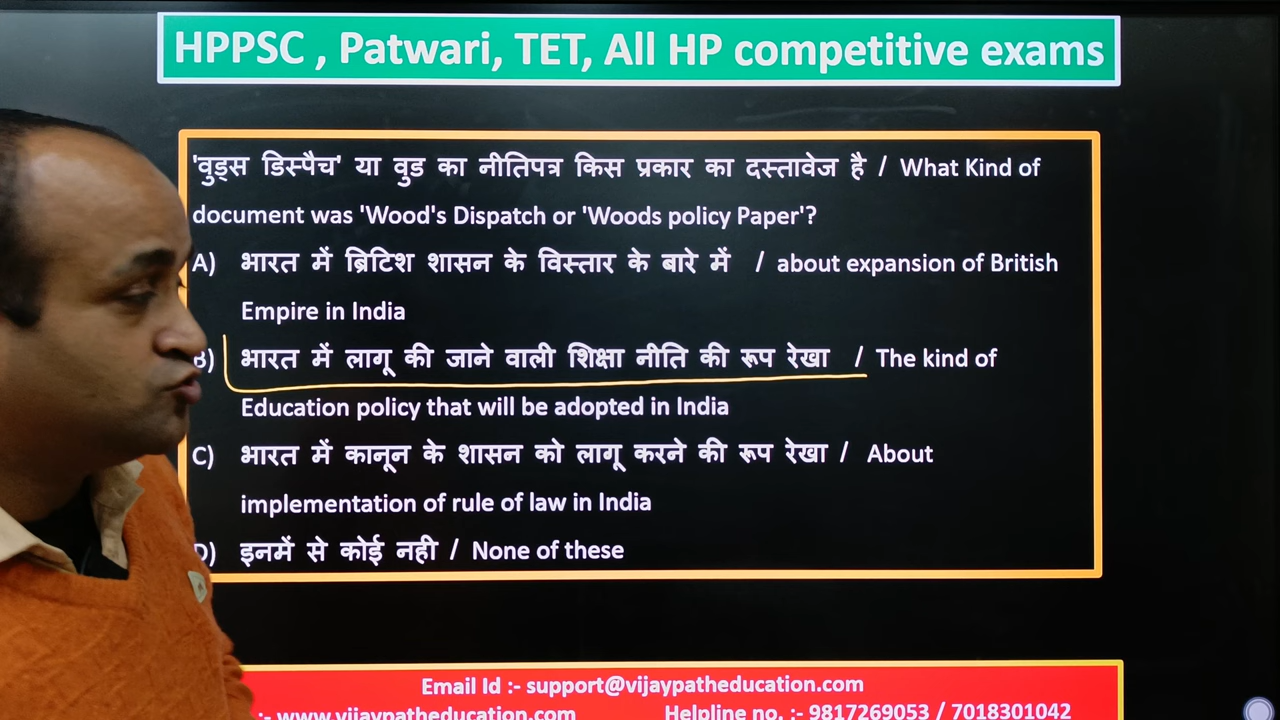 HPPSC , Patwari, TET, All HP competitive exams
'वुड्स डिस्पैच' या वुड का नीतिपत्र किस प्रकार का दस्तावेज है / What Kind of
document was 'Wood's Dispatch or 'Woods policy Paper'?
A) भारत में ब्रिटिश शासन के विस्तार के बारे में / about expansion of British
Empire in India
B) भारत में लागू की जाने वाली शिक्षा नीति की रूप रेखा / The kind of
Education policy that will be adopted in India
C) भारत में कानून के शासन को लागू करने की रूप रेखा / About
implementation of rule of law in India
D) इनमें से कोई नही / None of these
Email Id :- support@vijaypatheducation.com
:- www.vijaypatheducation.com Helpline no. :- 9817269053 / 7018301042